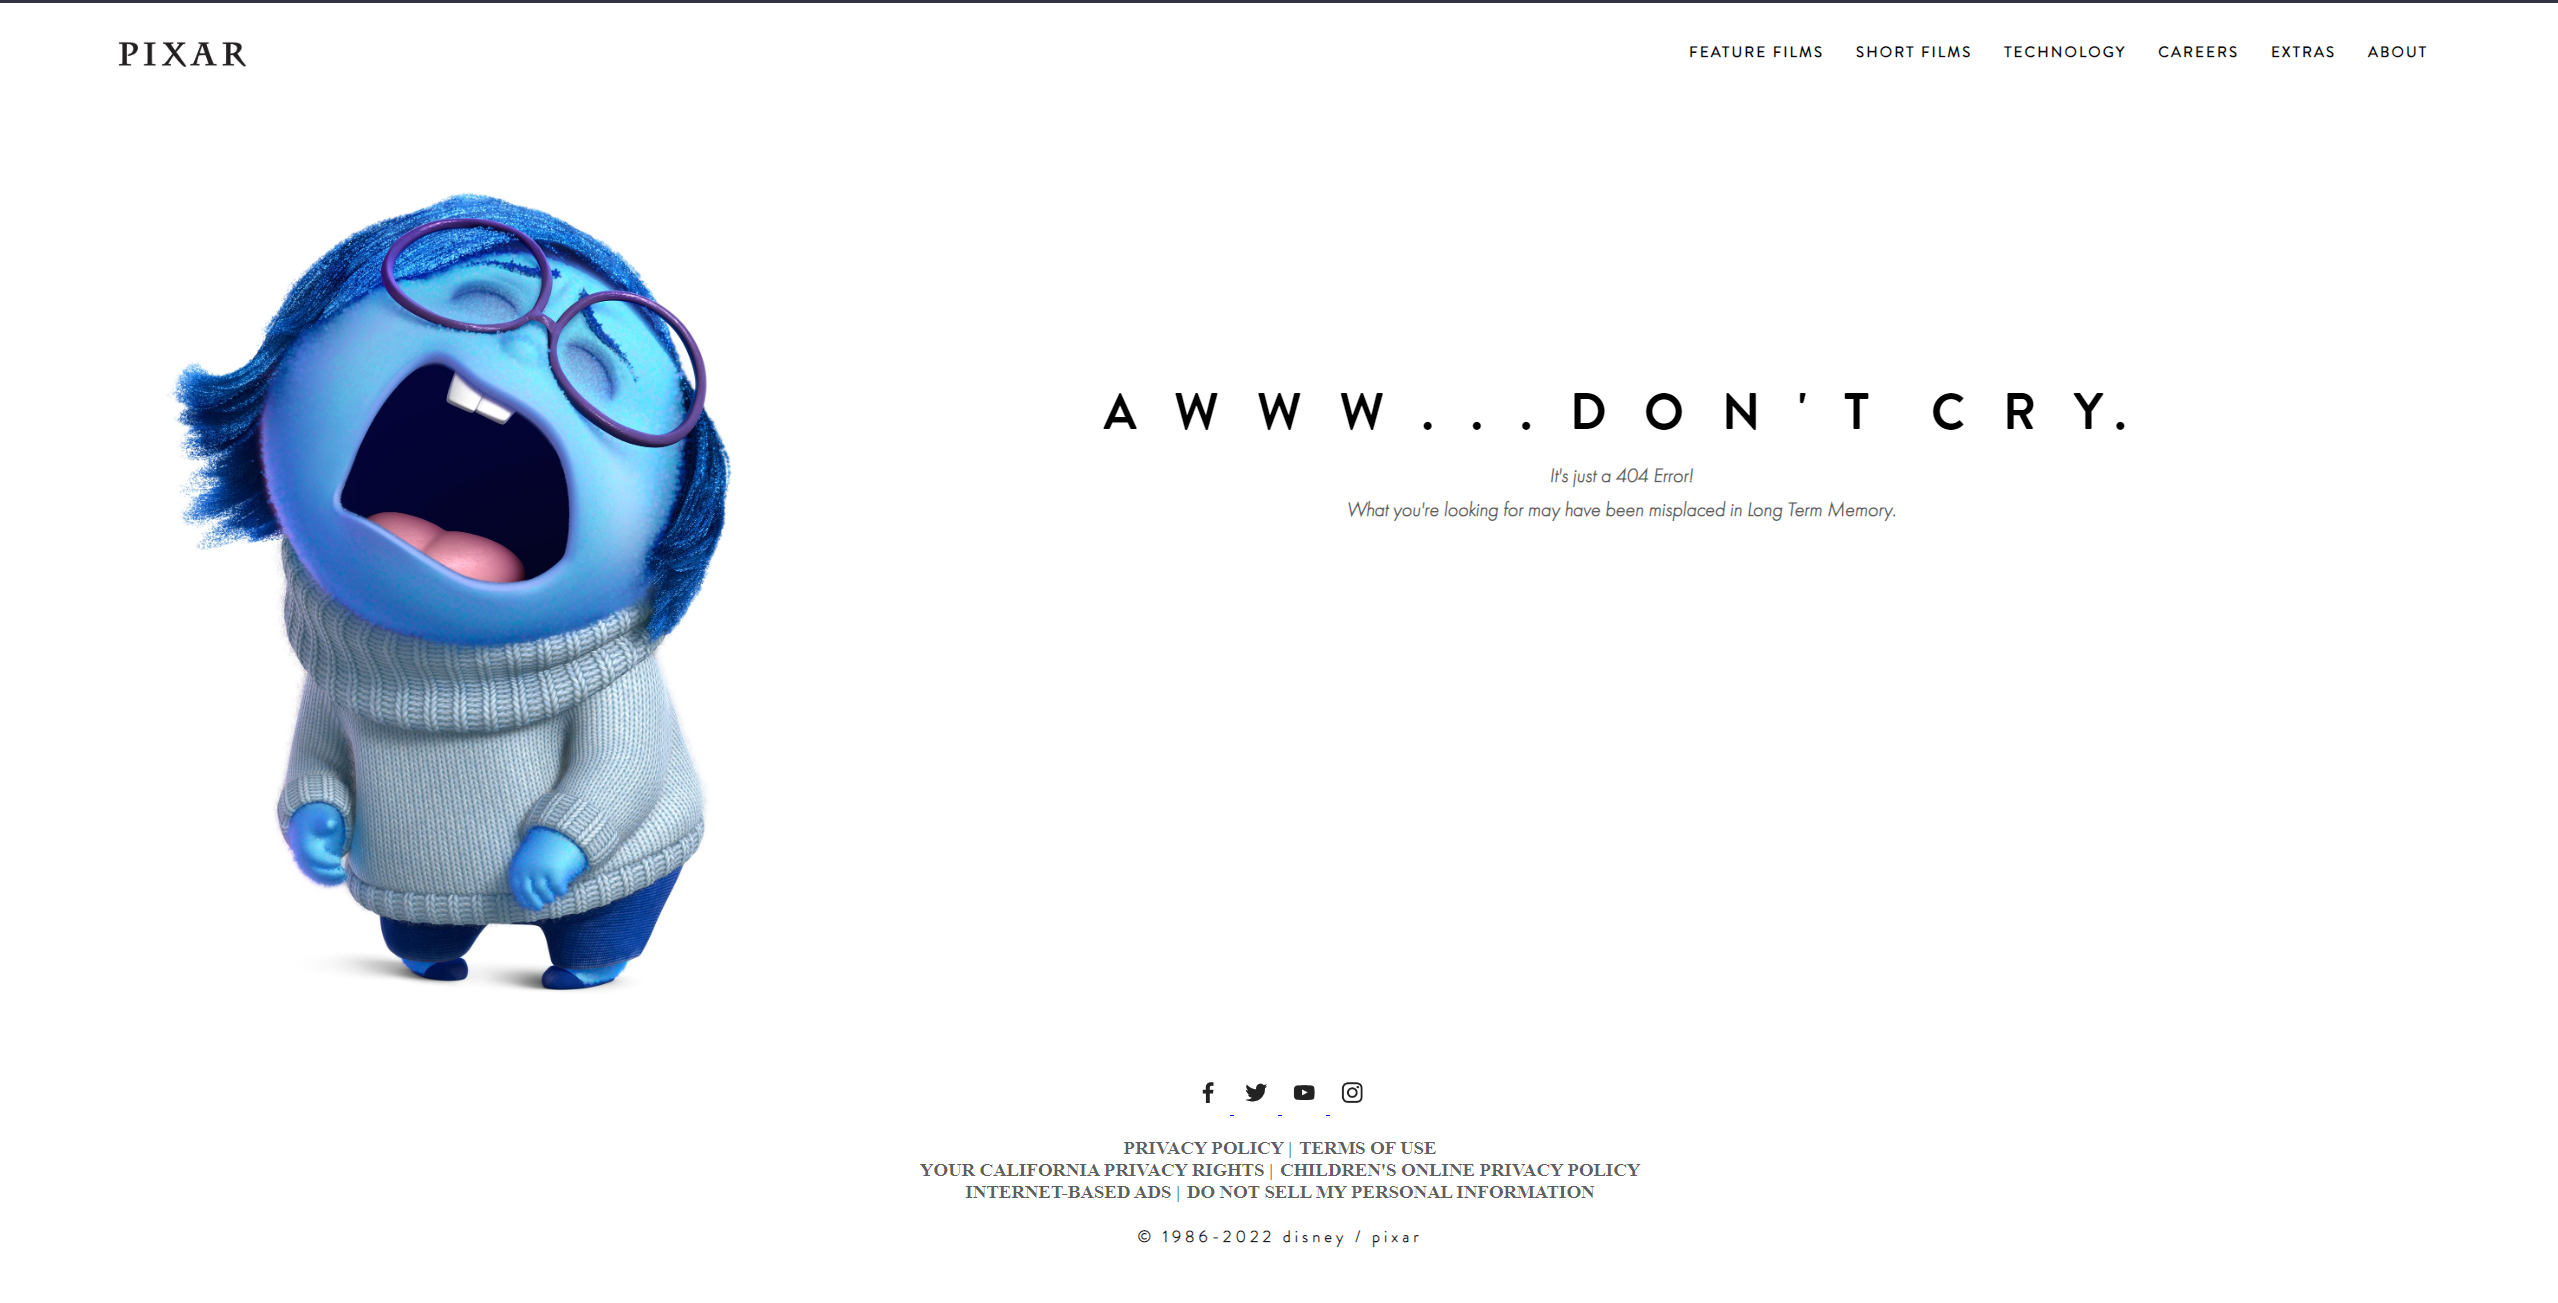 PIXAR
FEATURE FILMS SHORT FILMS TECHNOLOGY CAREERS EXTRAS ABOUT
AWWW...DON'T CRY.
It's just a 404 Error!
What you're looking for may have been misplaced in Long Term Memory.
PRIVACY POLICY | TERMS OF USE
YOUR CALIFORNIA PRIVACY RIGHTS | CHILDREN'S ONLINE PRIVACY POLICY
INTERNET-BASED ADS | DO NOT SELL MY PERSONAL INFORMATION
© 1986-2022 disney / pixar